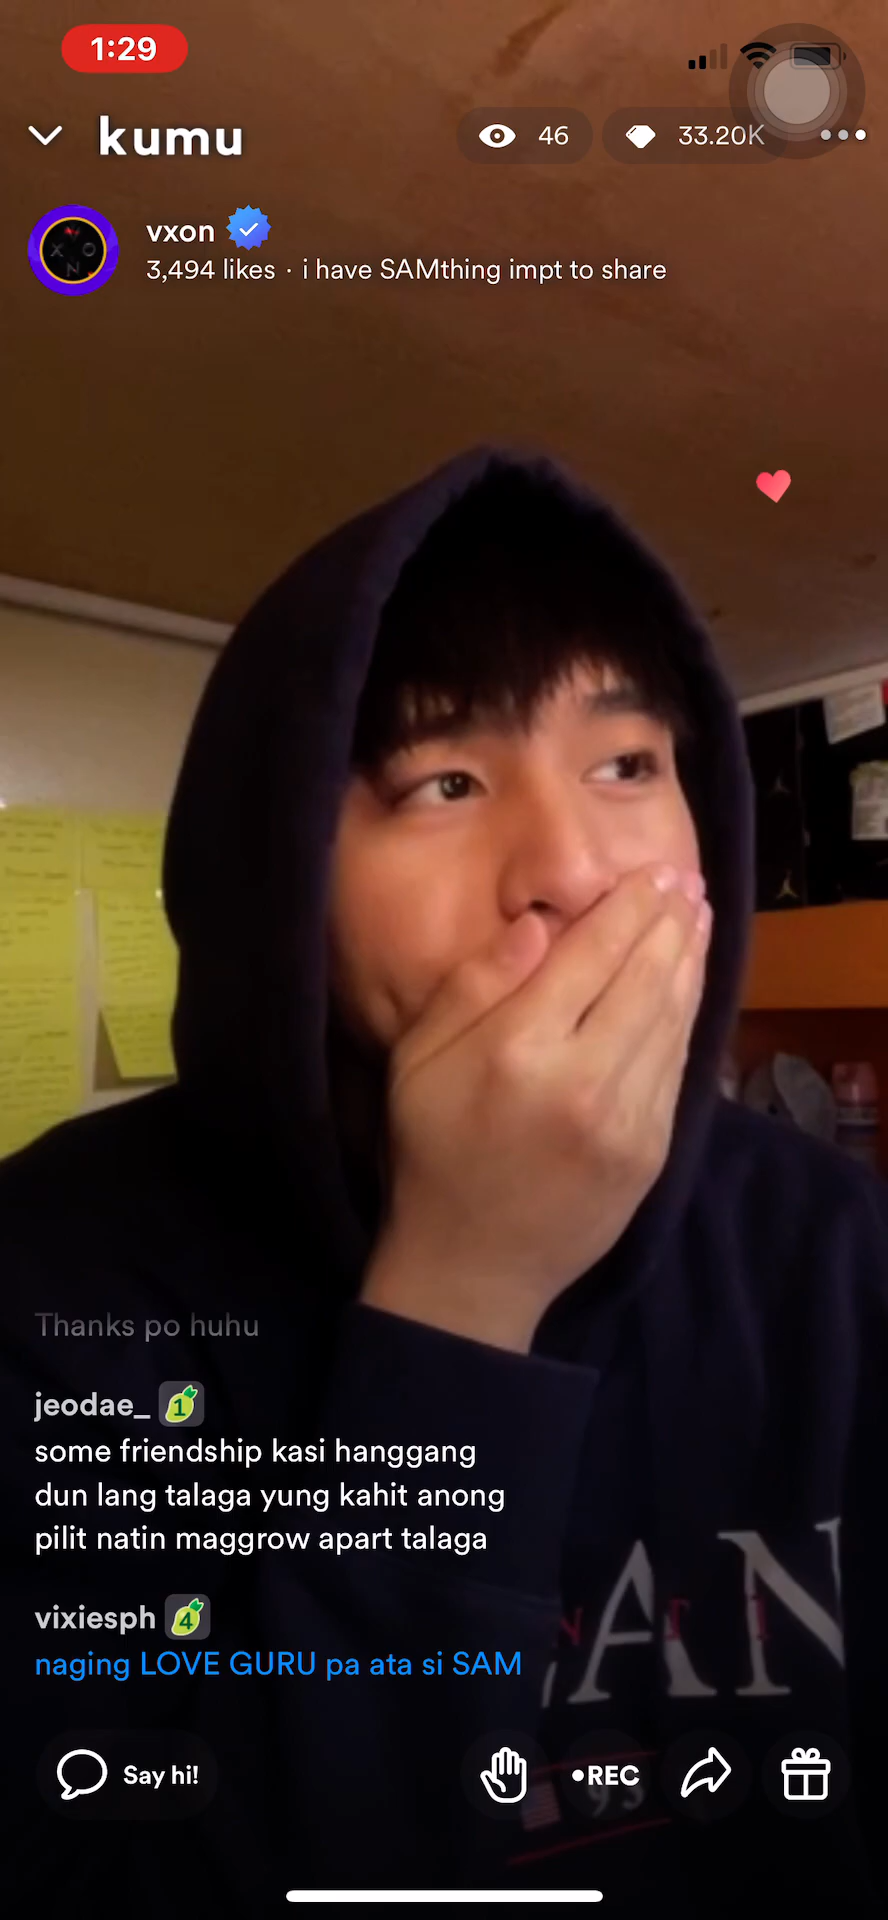 1:29
kumu
46
33.20K
vxon
3,494 likes · i have SAMthing impt to share
Thanks po huhu
jeodae_ 1
some friendship kasi hanggang
dun lang talaga yung kahit anong
pilit natin maggrow apart talaga
vixiesph 4
naging LOVE GURU pa ata si SAM
AN
Say hi!
•REC
93